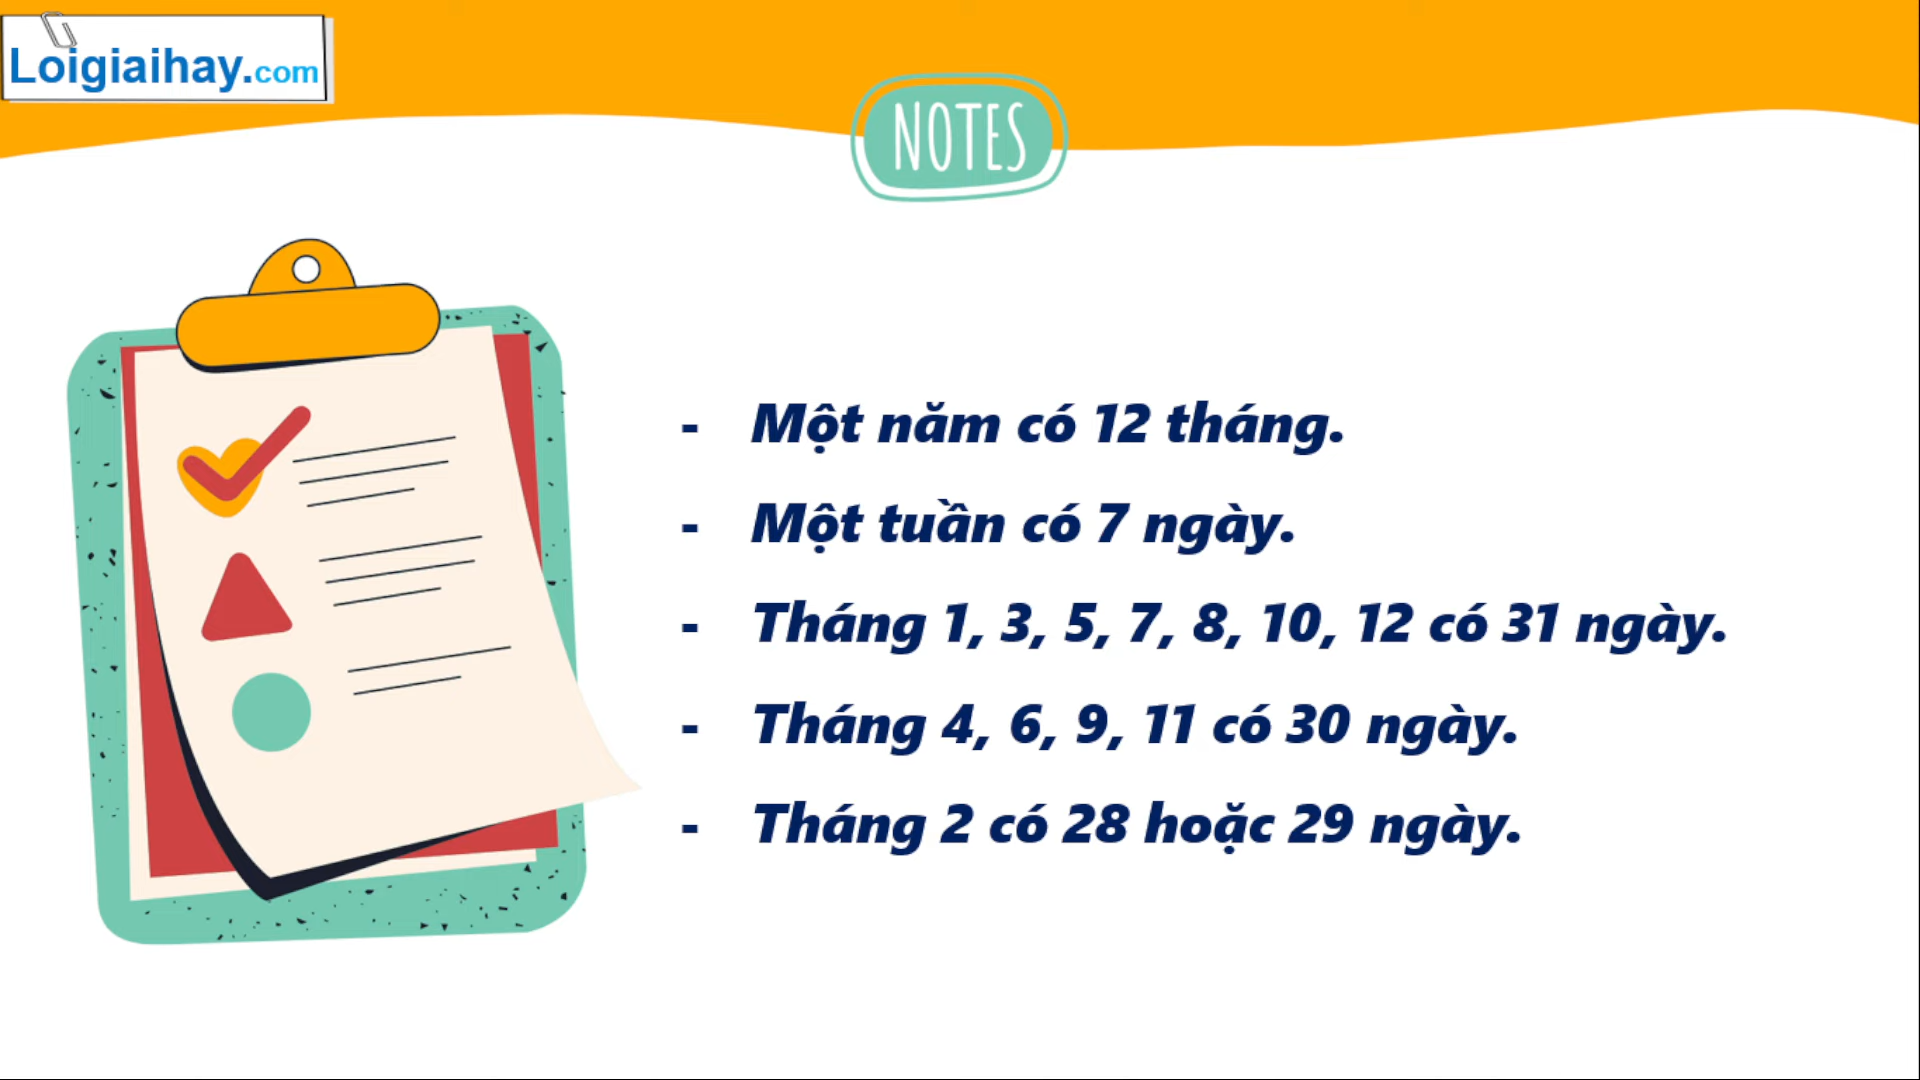 Loigiaihay.com
NOTES
- Một năm có 12 tháng.
- Một tuần có 7 ngày.
- Tháng 1, 3, 5, 7, 8, 10, 12 có 31 ngày.
- Tháng 4, 6, 9, 11 có 30 ngày.
- Tháng 2 có 28 hoặc 29 ngày.